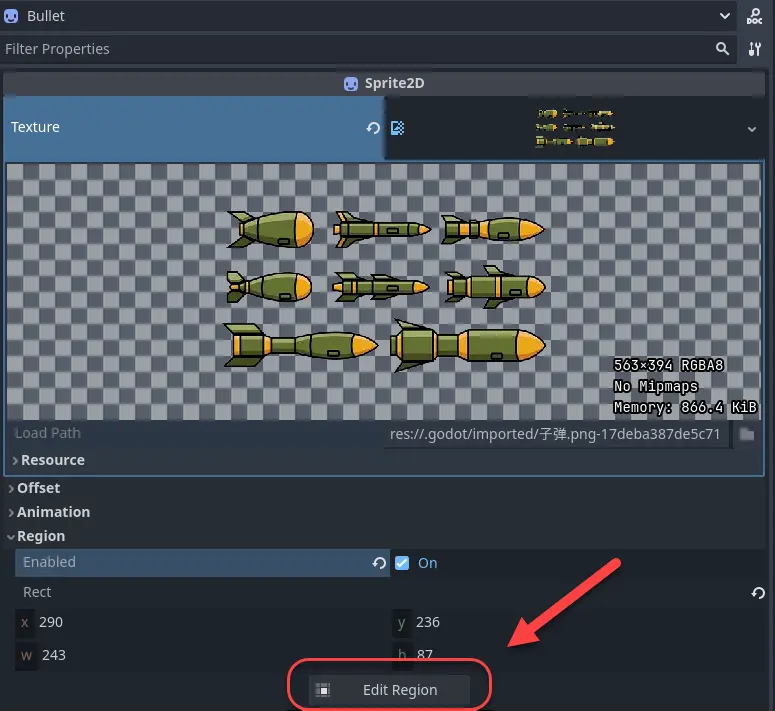 Bullet
DOC
Filter Properties
Sprite2D
Texture
563×394 RGBA8
No Mipmaps
Memory: 866.4 KiB
Load Path res://.godot/imported/子弹.png-17deba387de5c71
Resource
Offset
Animation
Region
Enabled On
Rect
x 290 y 236
w 243 h 87
Edit Region